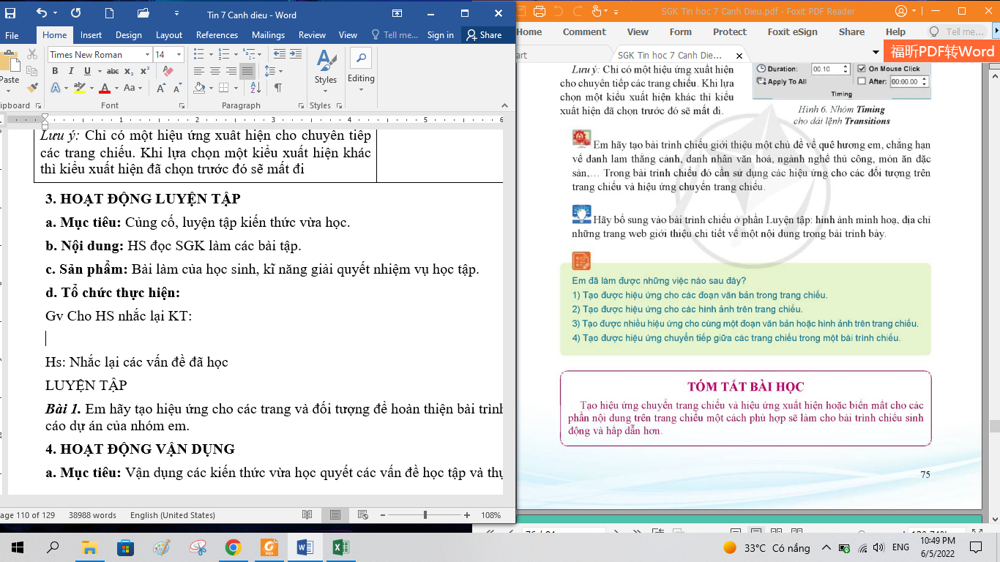 Tin 7 Canh dieu - Word
File Home Insert Design Layout References Mailings Review View Tell me... Sign in Share
Times New Roman 14
Paste
B I U abc x₂ x²
A ab A Aa A A
Styles
Editing
Font Paragraph Styles
1 2 3 4 5 6
Lưu ý: Chỉ có một hiệu ứng xuất hiện cho chuyển tiếp
các trang chiếu. Khi lựa chọn một kiểu xuất hiện khác
thì kiểu xuất hiện đã chọn trước đó sẽ mất đi
3. HOẠT ĐỘNG LUYỆN TẬP
a. Mục tiêu: Củng cố, luyện tập kiến thức vừa học.
b. Nội dung: HS đọc SGK làm các bài tập.
c. Sản phẩm: Bài làm của học sinh, kĩ năng giải quyết nhiệm vụ học tập.
d. Tổ chức thực hiện:
Gv Cho HS nhắc lại KT:
Hs: Nhắc lại các vấn đề đã học
LUYỆN TẬP
Bài 1. Em hãy tạo hiệu ứng cho các trang và đối tượng để hoàn thiện bài trình
cáo dự án của nhóm em.
4. HOẠT ĐỘNG VẬN DỤNG
a. Mục tiêu: Vận dụng các kiến thức vừa học quyết các vấn đề học tập và thự
age 110 of 129 38988 words English (United States) 108%
SGK Tin hoc 7 Canh Dieu.pdf - Foxit PDF Reader
Home Comment View Form Protect Foxit eSign Share Help Tell me...
art SGK Tin hoc 7 Canh Die...
福昕PDF转Word
Lưu ý: Chỉ có một hiệu ứng xuất hiện
cho chuyển tiếp các trang chiếu. Khi lựa
chọn một kiểu xuất hiện khác thì kiểu
xuất hiện đã chọn trước đó sẽ mất đi.
Duration: 00.10 On Mouse Click
Apply To All After: 00:00.00
Timing
Hình 6. Nhóm Timing
cho dải lệnh Transitions
Em hãy tạo bài trình chiếu giới thiệu một chủ đề về quê hương em, chẳng hạn
về danh lam thắng cảnh, danh nhân văn hoá, ngành nghề thủ công, món ăn đặc
sản,... Trong bài trình chiếu đó cần sử dụng các hiệu ứng cho các đối tượng trên
trang chiếu và hiệu ứng chuyển trang chiếu.
Hãy bổ sung vào bài trình chiếu ở phần Luyện tập: hình ảnh minh hoạ, địa chỉ
những trang web giới thiệu chi tiết về một nội dung trong bài trình bày.
Em đã làm được những việc nào sau đây?
1) Tạo được hiệu ứng cho các đoạn văn bản trong trang chiếu.
2) Tạo được hiệu ứng cho các hình ảnh trên trang chiếu.
3) Tạo được nhiều hiệu ứng cho cùng một đoạn văn bản hoặc hình ảnh trên trang chiếu.
4) Tạo được hiệu ứng chuyển tiếp giữa các trang chiếu trong một bài trình chiếu.
TÓM TẮT BÀI HỌC
Tạo hiệu ứng chuyển trang chiếu và hiệu ứng xuất hiện hoặc biến mất cho các
phần nội dung trên trang chiếu một cách phù hợp sẽ làm cho bài trình chiếu sinh
động và hấp dẫn hơn.
75
33°C Có nắng ENG 10:49 PM
6/5/2022